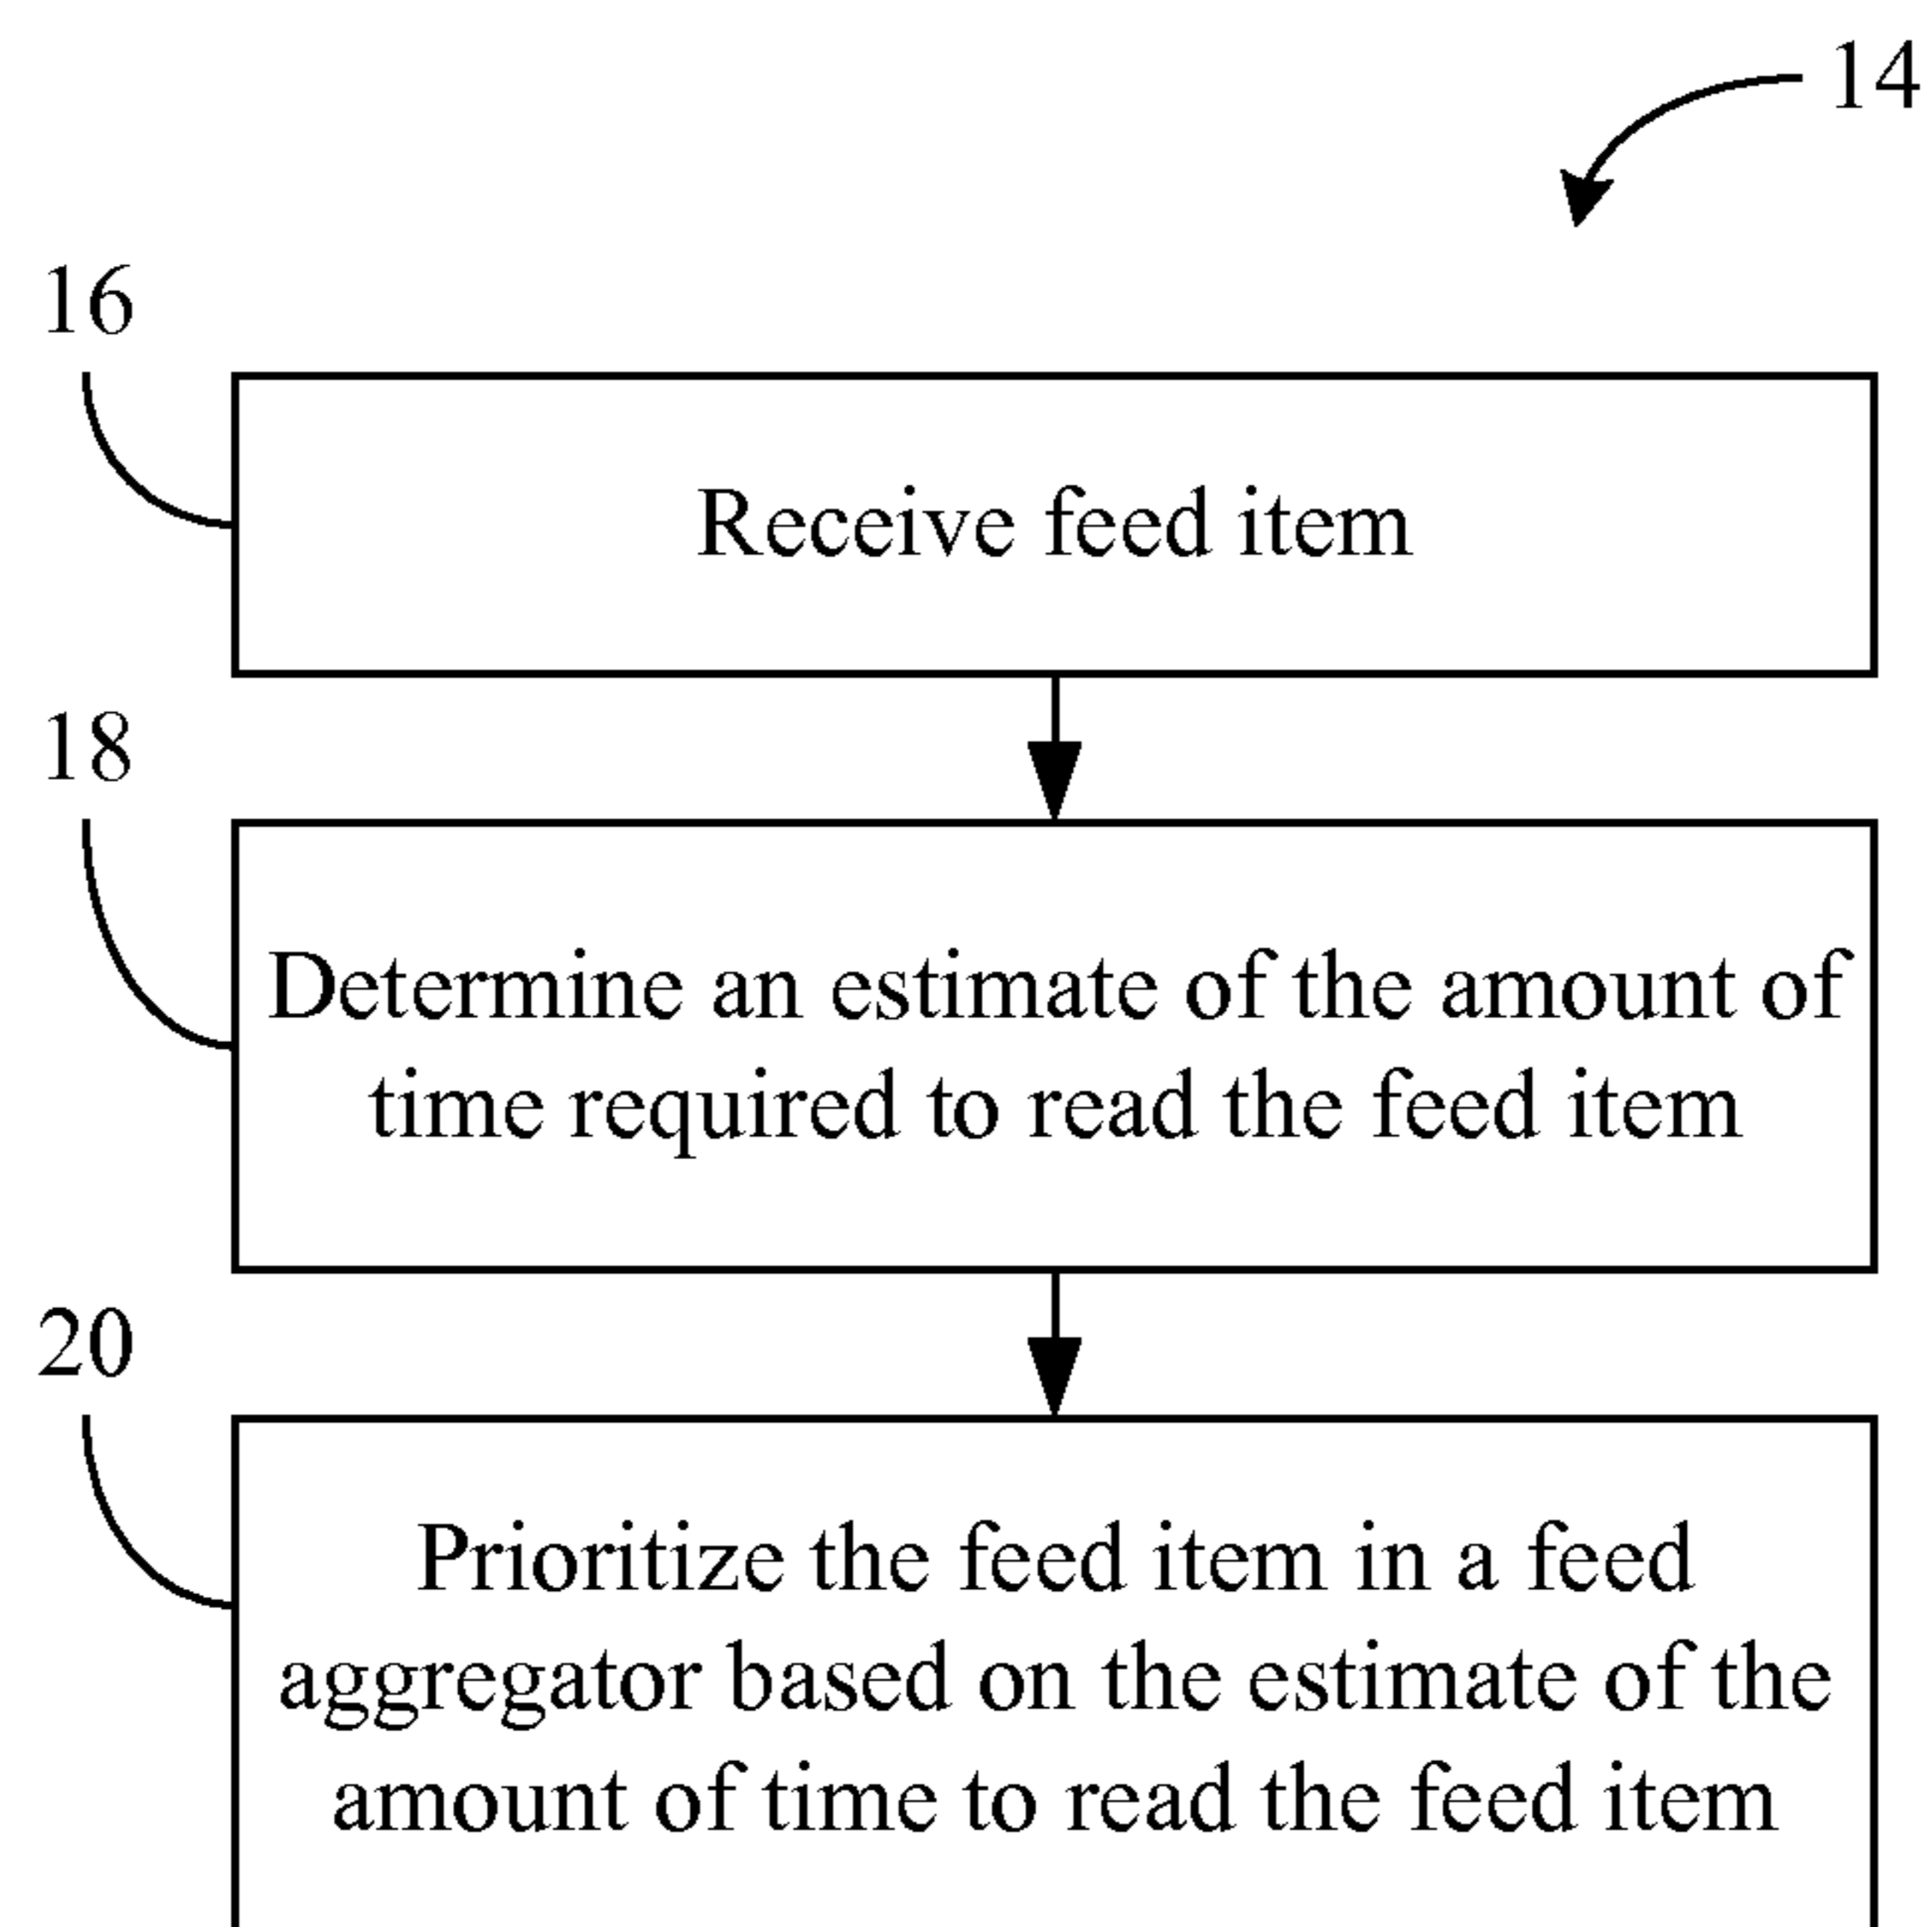 14
16
Receive feed item
18
Determine an estimate of the amount of
time required to read the feed item
20
Prioritize the feed item in a feed
aggregator based on the estimate of the
amount of time to read the feed item